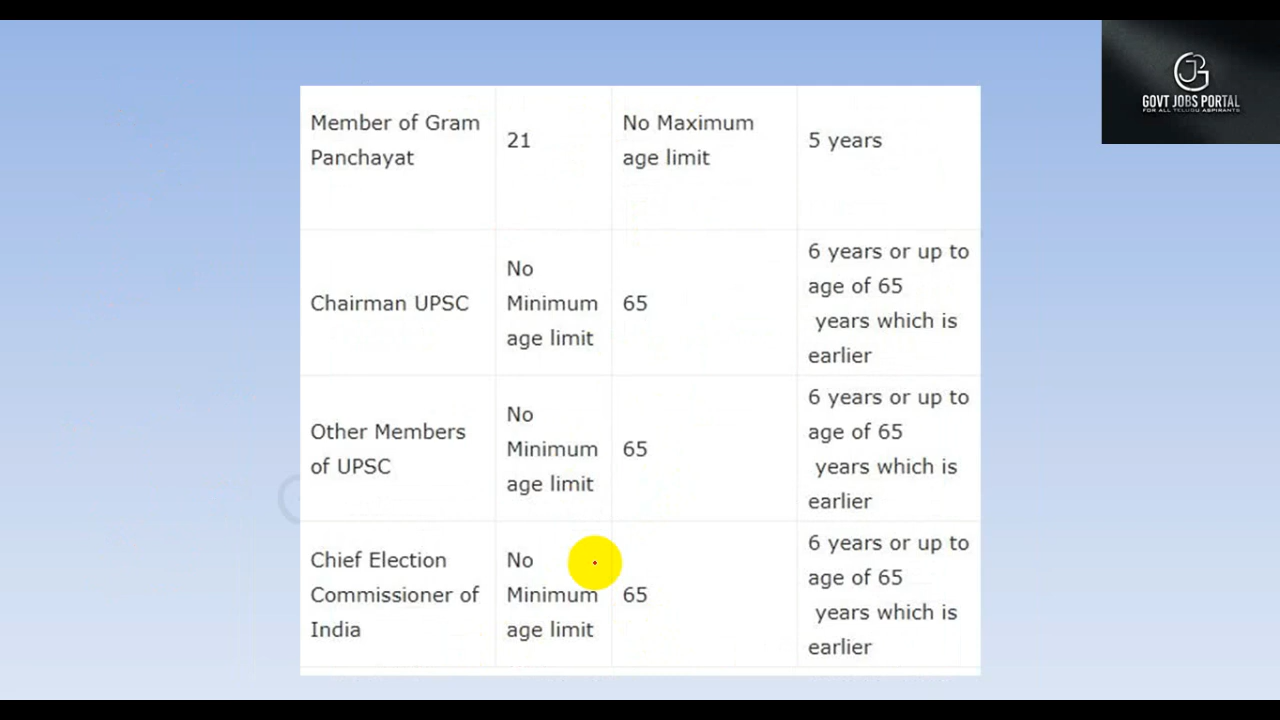 GOVT JOBS PORTAL
FOR ALL TELUGU ASPIRANTS
Member of Gram
Panchayat
21
No Maximum
age limit
5 years
Chairman UPSC
No
Minimum
age limit
65
6 years or up to
age of 65
years which is
earlier
Other Members
of UPSC
No
Minimum
age limit
65
6 years or up to
age of 65
years which is
earlier
Chief Election
Commissioner of
India
No
Minimum
age limit
65
6 years or up to
age of 65
years which is
earlier